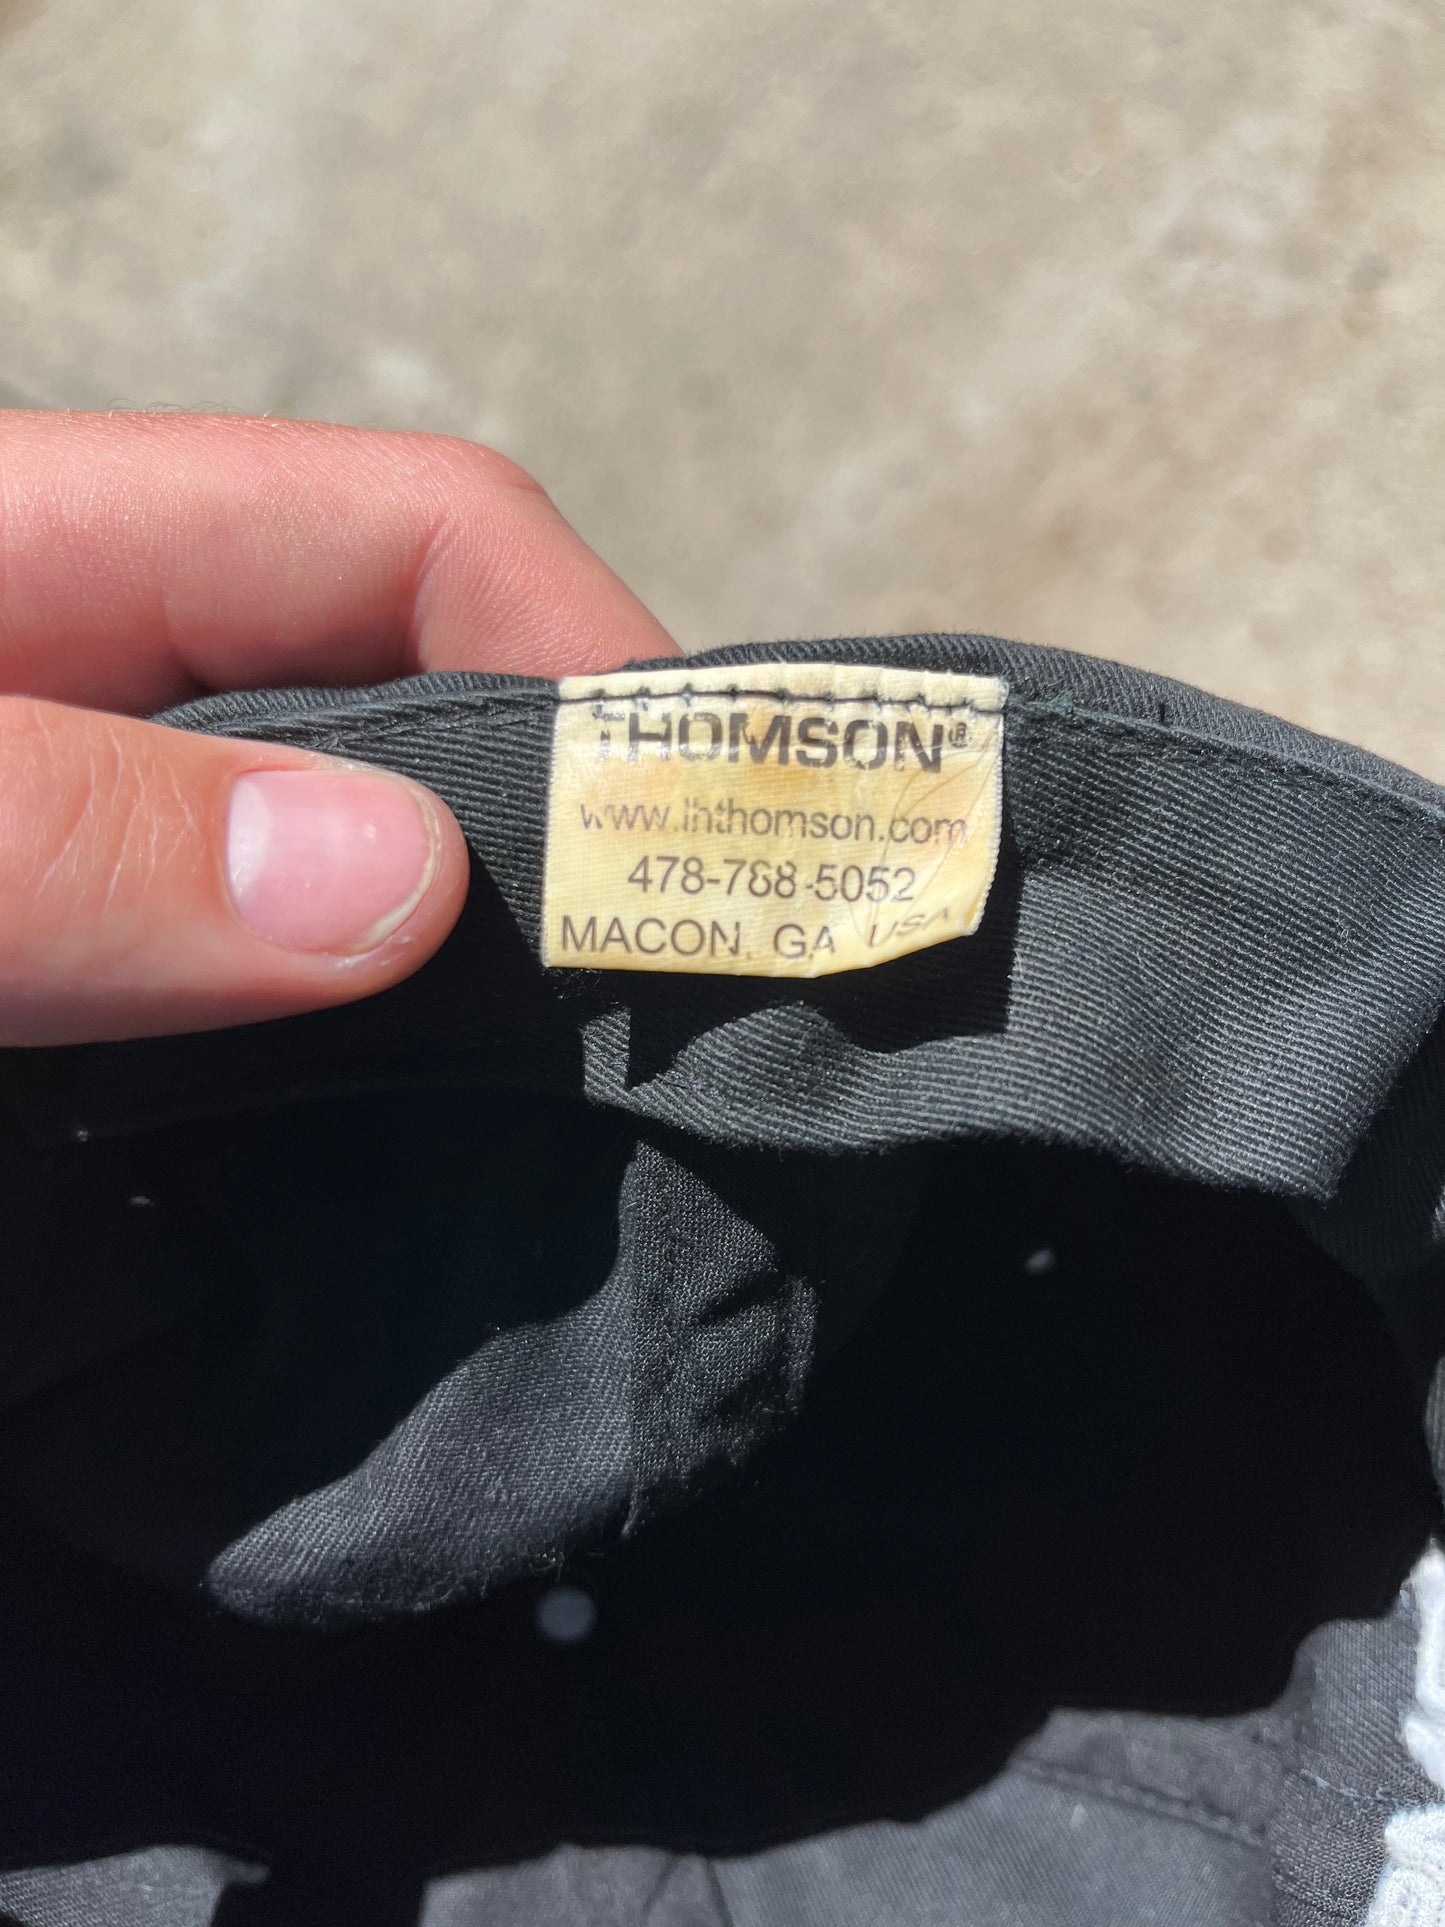 THOMSON®
www.lhthomson.com
478-788-5052
MACON, GA USA